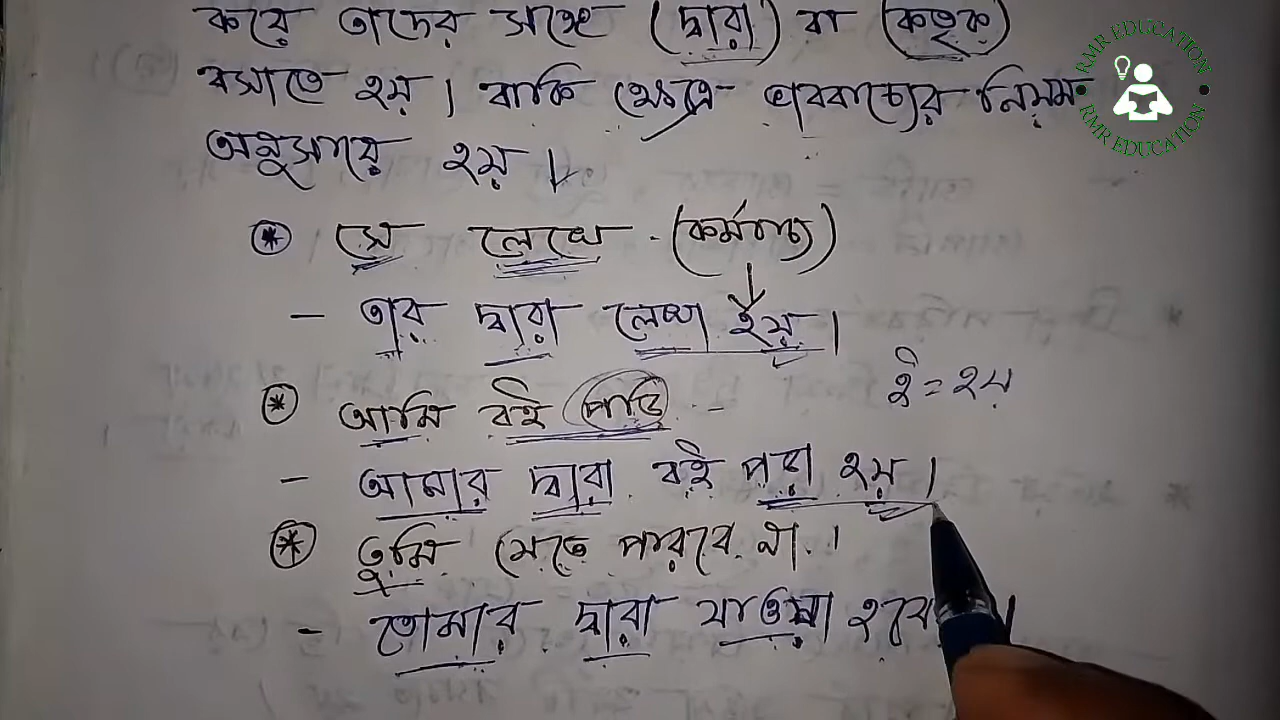 করে তাদের সঙ্গে (দ্বারা) বা (কর্তৃক)
বসাতে হয়। বাকি ক্ষেত্রে ভাববাচ্যের নিয়ম
অনুসারে হয়।
সে লেখে - (কর্মবাচ্য)
- তার দ্বারা লেখা হয়।
হ = হয়
আমি বই পড়ি -
- আমার দ্বারা বই পড়া হয়।
তুমি যেতে পারবে না।
- তোমার দ্বারা যাওয়া হবে
RMR EDUCATION
RMR EDUCATION